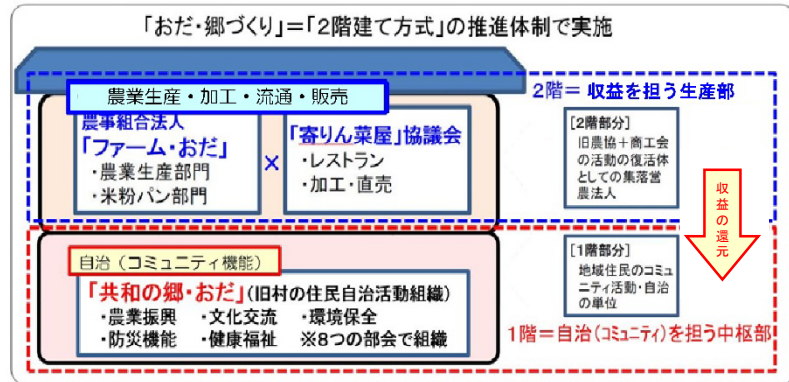 「おだ・郷づくり」＝「2階建て方式」の推進体制で実施
農業生産・加工・流通・販売
農事組合法人
「ファーム・おだ」
・農業生産部門
・米粉パン部門
×
「寄りん菜屋」協議会
・レストラン
・加工・直売
2階＝ 収益を担う生産部
[2階部分]
旧農協＋商工会
の活動の復活体
としての集落営
農法人
収益の還元
自治（コミュニティ機能）
「共和の郷・おだ」(旧村の住民自治活動組織)
・農業振興 ・文化交流 ・環境保全
・防災機能 ・健康福祉 ※8つの部会で組織
[1階部分]
地域住民のコミュ
ニティ活動・自治
の単位
1階＝自治(コミュニティ)を担う中枢部